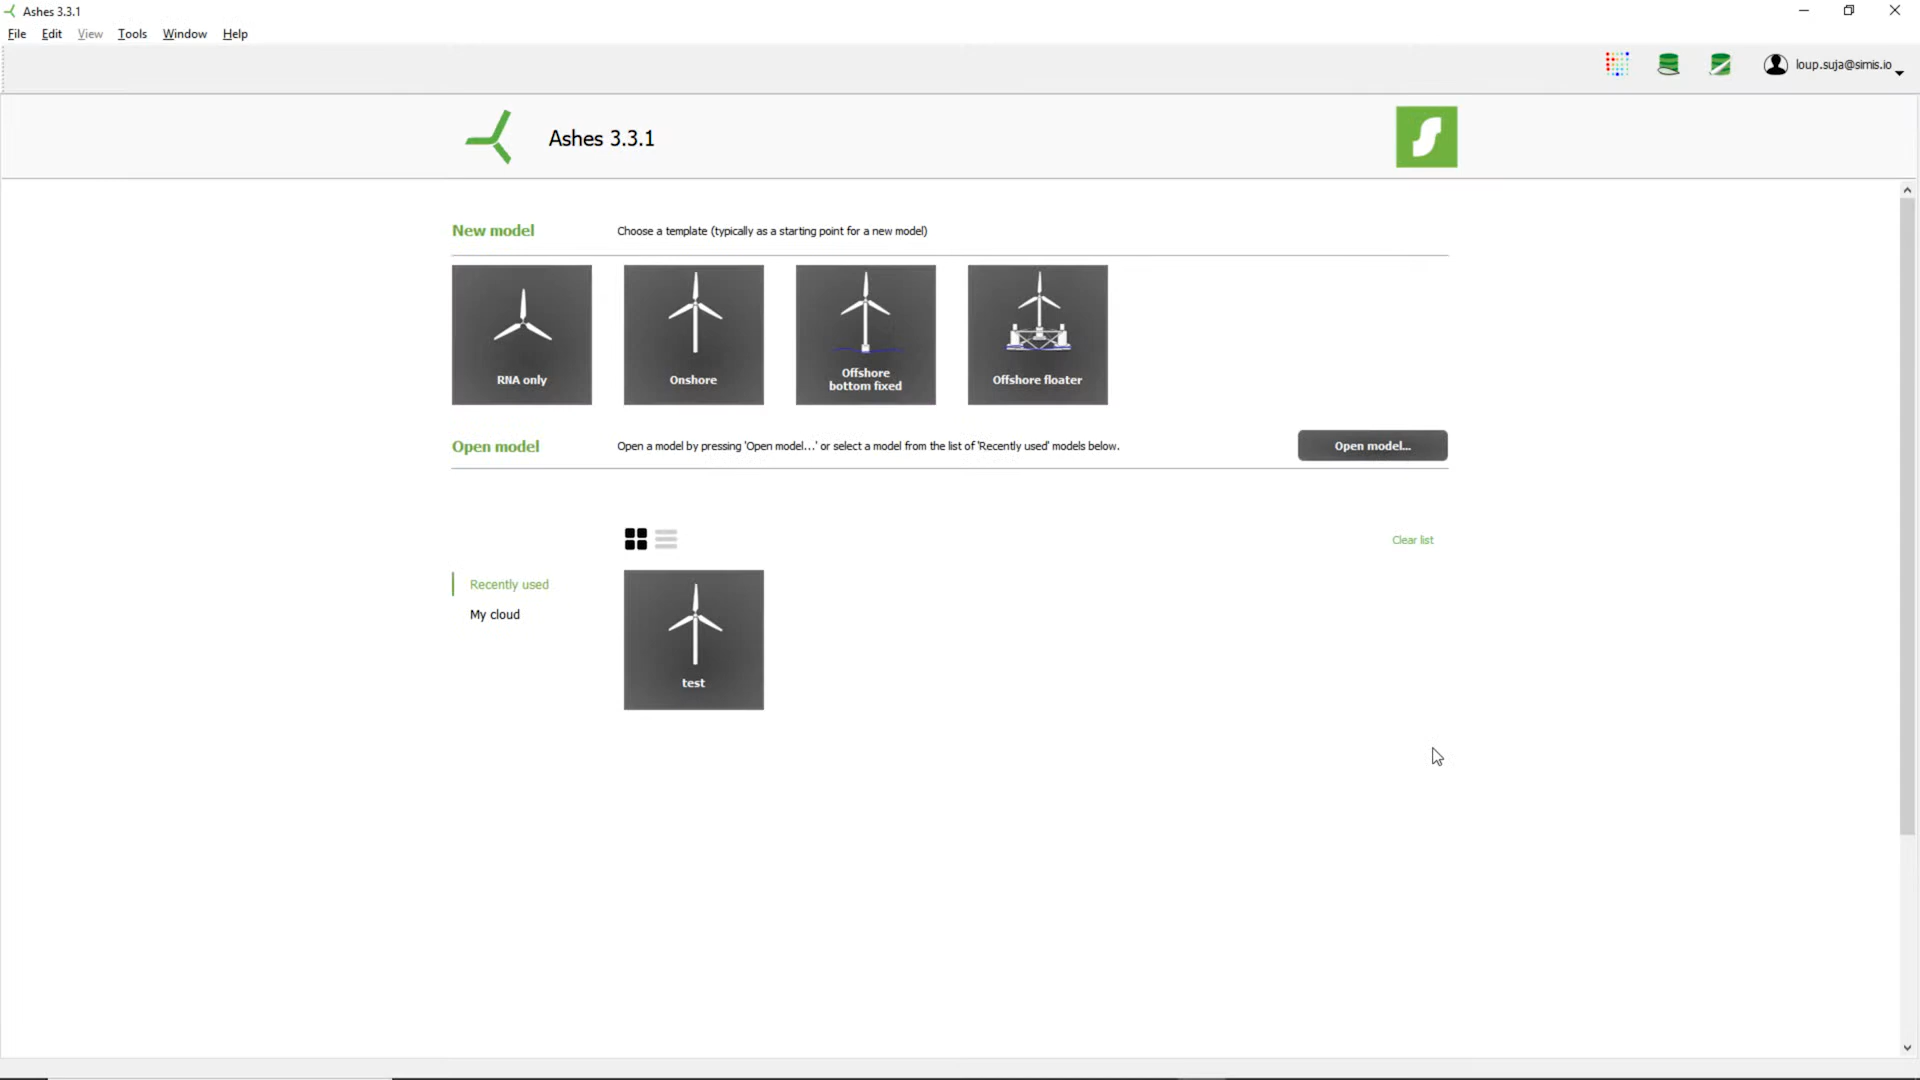 Ashes 3.3.1
File Edit View Tools Window Help
loup.suja@simis.io
Ashes 3.3.1
New model
Choose a template (typically as a starting point for a new model)
RNA only
Onshore
Offshore
bottom fixed
Offshore floater
Open model
Open a model by pressing 'Open model...' or select a model from the list of 'Recently used' models below.
Open model...
Clear list
Recently used
My cloud
test